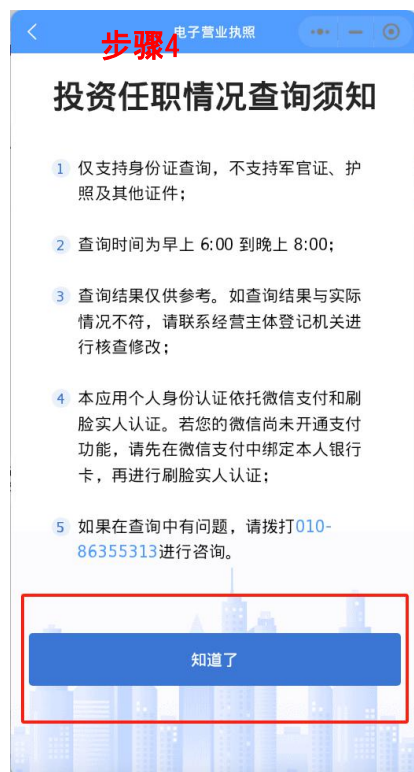 电子营业执照
步骤4
投资任职情况查询须知
1 仅支持身份证查询，不支持军官证、护
照及其他证件；
2 查询时间为早上 6:00 到晚上 8:00；
3 查询结果仅供参考。如查询结果与实际
情况不符，请联系经营主体登记机关进
行核查修改；
4 本应用个人身份认证依托微信支付和刷
脸实人认证。若您的微信尚未开通支付
功能，请先在微信支付中绑定本人银行
卡，再进行刷脸实人认证；
5 如果在查询中有问题，请拨打010-
86355313进行咨询。
知道了